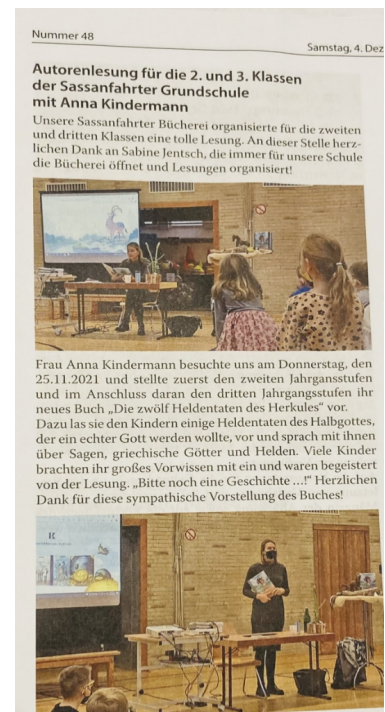 Nummer 48
Samstag, 4. Dez
Autorenlesung für die 2. und 3. Klassen
der Sassanfahrter Grundschule
mit Anna Kindermann
Unsere Sassanfahrter Bücherei organisierte für die zweiten
und dritten Klassen eine tolle Lesung. An dieser Stelle herz-
lichen Dank an Sabine Jentsch, die immer für unsere Schule
die Bücherei öffnet und Lesungen organisiert!
Frau Anna Kindermann besuchte uns am Donnerstag, den
25.11.2021 und stellte zuerst den zweiten Jahrgansstufen
und im Anschluss daran den dritten Jahrgangsstufen ihr
neues Buch „Die zwölf Heldentaten des Herkules" vor.
Dazu las sie den Kindern einige Heldentaten des Halbgottes,
der ein echter Gott werden wollte, vor und sprach mit ihnen
über Sagen, griechische Götter und Helden. Viele Kinder
brachten ihr großes Vorwissen mit ein und waren begeistert
von der Lesung. „Bitte noch eine Geschichte ...!" Herzlichen
Dank für diese sympathische Vorstellung des Buches!